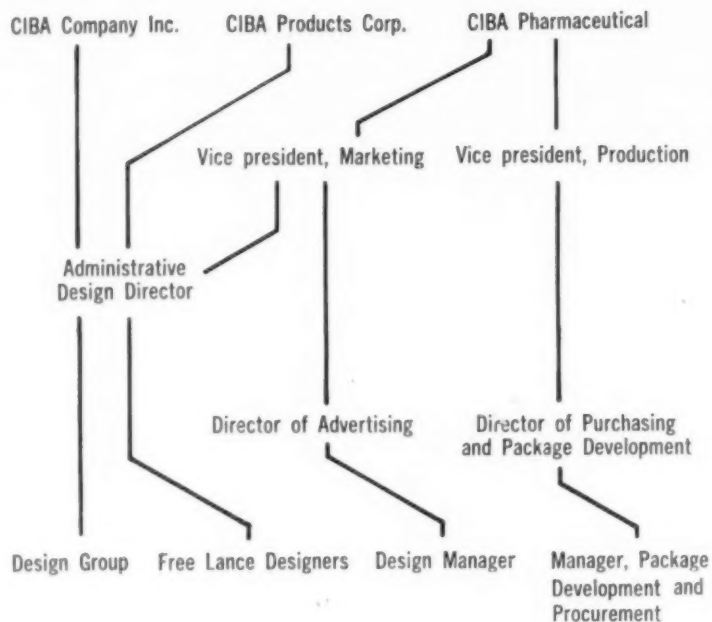 CIBA Company Inc.
CIBA Products Corp.
CIBA Pharmaceutical
Vice president, Marketing
Vice president, Production
Administrative
Design Director
Director of Advertising
Director of Purchasing
and Package Development
Design Group
Free Lance Designers
Design Manager
Manager, Package
Development and
Procurement